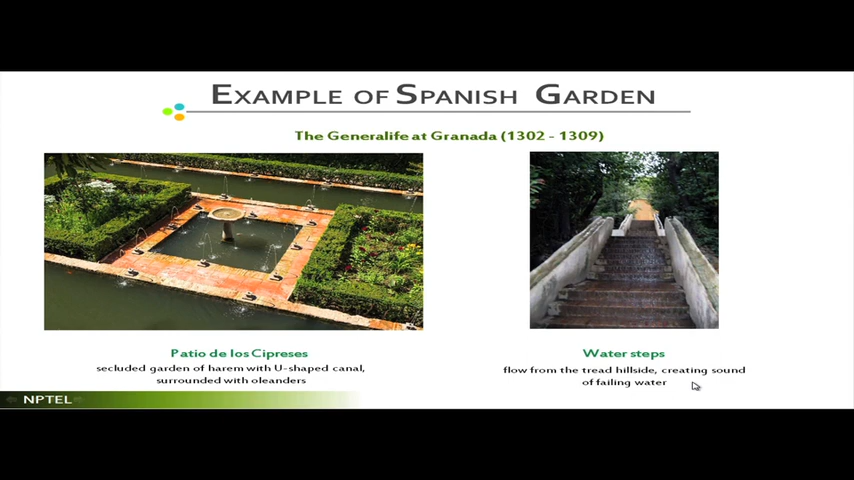 EXAMPLE OF SPANISH GARDEN
The Generalife at Granada (1302 - 1309)
Patio de los Cipreses
secluded garden of harem with U-shaped canal,
surrounded with oleanders
Water steps
flow from the tread hillside, creating sound
of failing water
NPTEL